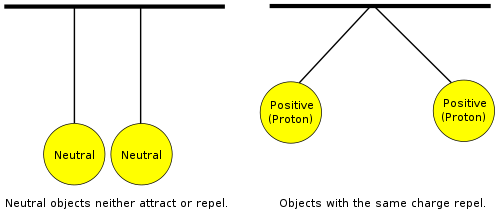 Neutral
Neutral
Neutral objects neither attract or repel.
Positive
(Proton)
Positive
(Proton)
Objects with the same charge repel.